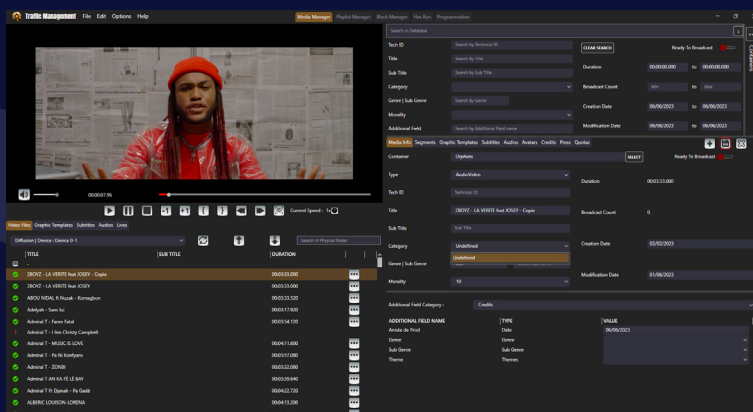 Traffic Management File Edit Options Help
Media Manager Playlist Manager Block Manager Has Run Programmation
Search in Database
Tech ID Search by Technical ID CLEAR SEARCH Ready To Broadcast
Title Search By Title
Duration 00:00:00.000 to 00:00:00.000
Sub Title Search by Sub Title
Category Broadcast Count Min to Max
Genre | Sub Genre Search By Genre
Creation Date 06/06/2023 to 06/06/2023
Morality
Additional Field Search by Additional Field name Modification Date 06/06/2023 to 06/06/2023
Containers
Media Info Segments Graphic Templates Subtitles Audios Avatars Credits Press Quotas
Container Orphans SELECT Ready To Broadcast
Type Audio/Video
Duration 00:03:33.000
Tech ID Technical ID
Title 2BOYZ - LA VERITE feat JOSEY - Copie Broadcast Count 0
Sub Title Sub Title
Category Undefined Creation Date 02/02/2023
Undefined
Genre | Sub Genre
Modification Date 01/06/2023
Morality 10
Additional Field Category : Credits
ADDITIONAL FIELD NAME TYPE VALUE
Année de Prod Date 06/06/2023
Genre Genre
Sub Genre Sub Genre
Theme Themes
00:00:07.96
-1 +1 Current Speed : 1x
Video Files Graphic Templates Subtitles Audios Lives
Diffusion | Device : Device 0-1 Search in Physical folder
TITLE SUB TITLE DURATION
2BOYZ - LA VERITE feat JOSEY - Copie 00:03:33.000
2BOYZ - LA VERITE feat JOSEY 00:03:33.000
ABOU NIDAL ft Nuzak - Komagbon 00:03:33.520
Adelyah - Sans lui 00:03:17.920
Admiral T - Fanm Fatal 00:03:54.120
Admiral T - I Am Christy Campbell
Admiral T - MUSIC IS LOVE 00:04:11.600
Admiral T - Pa Ni Konfyans 00:03:57.080
Admiral T - ZONBI 00:03:32.080
Admiral T AN KA FÈ LÈ BAY 00:03:39.640
Admiral T Ft Djanah - Pa Gadé 00:04:22.720
ALBERIC LOUISON-LORENA 00:04:13.200